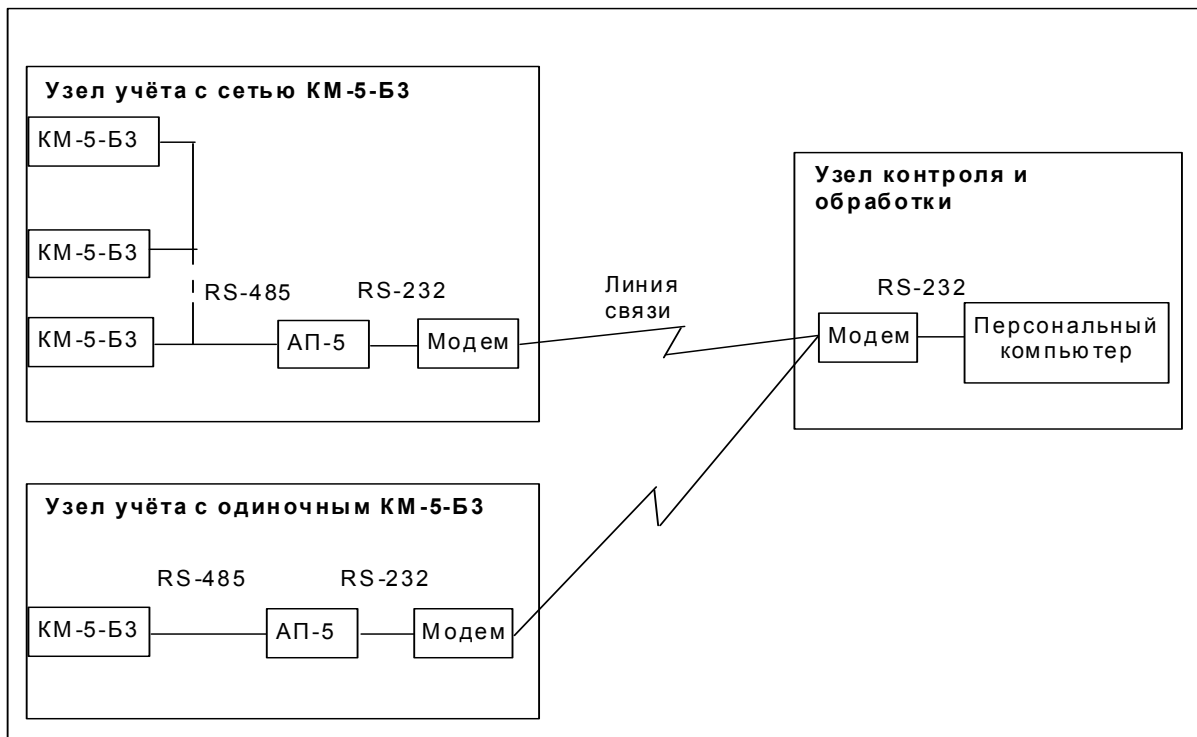 Узел учёта с сетью КМ-5-Б3
КМ-5-Б3
КМ-5-Б3
RS-485
RS-232
КМ-5-Б3
АП-5
Модем
Линия
связи
Узел контроля и
обработки
RS-232
Модем
Персональный
компьютер
Узел учёта с одиночным КМ-5-Б3
RS-485
RS-232
КМ-5-Б3
АП-5
Модем